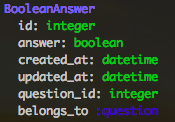 BooleanAnswer
id: integer
answer: boolean
created_at: datetime
updated_at: datetime
question_id: integer
belongs_to :question